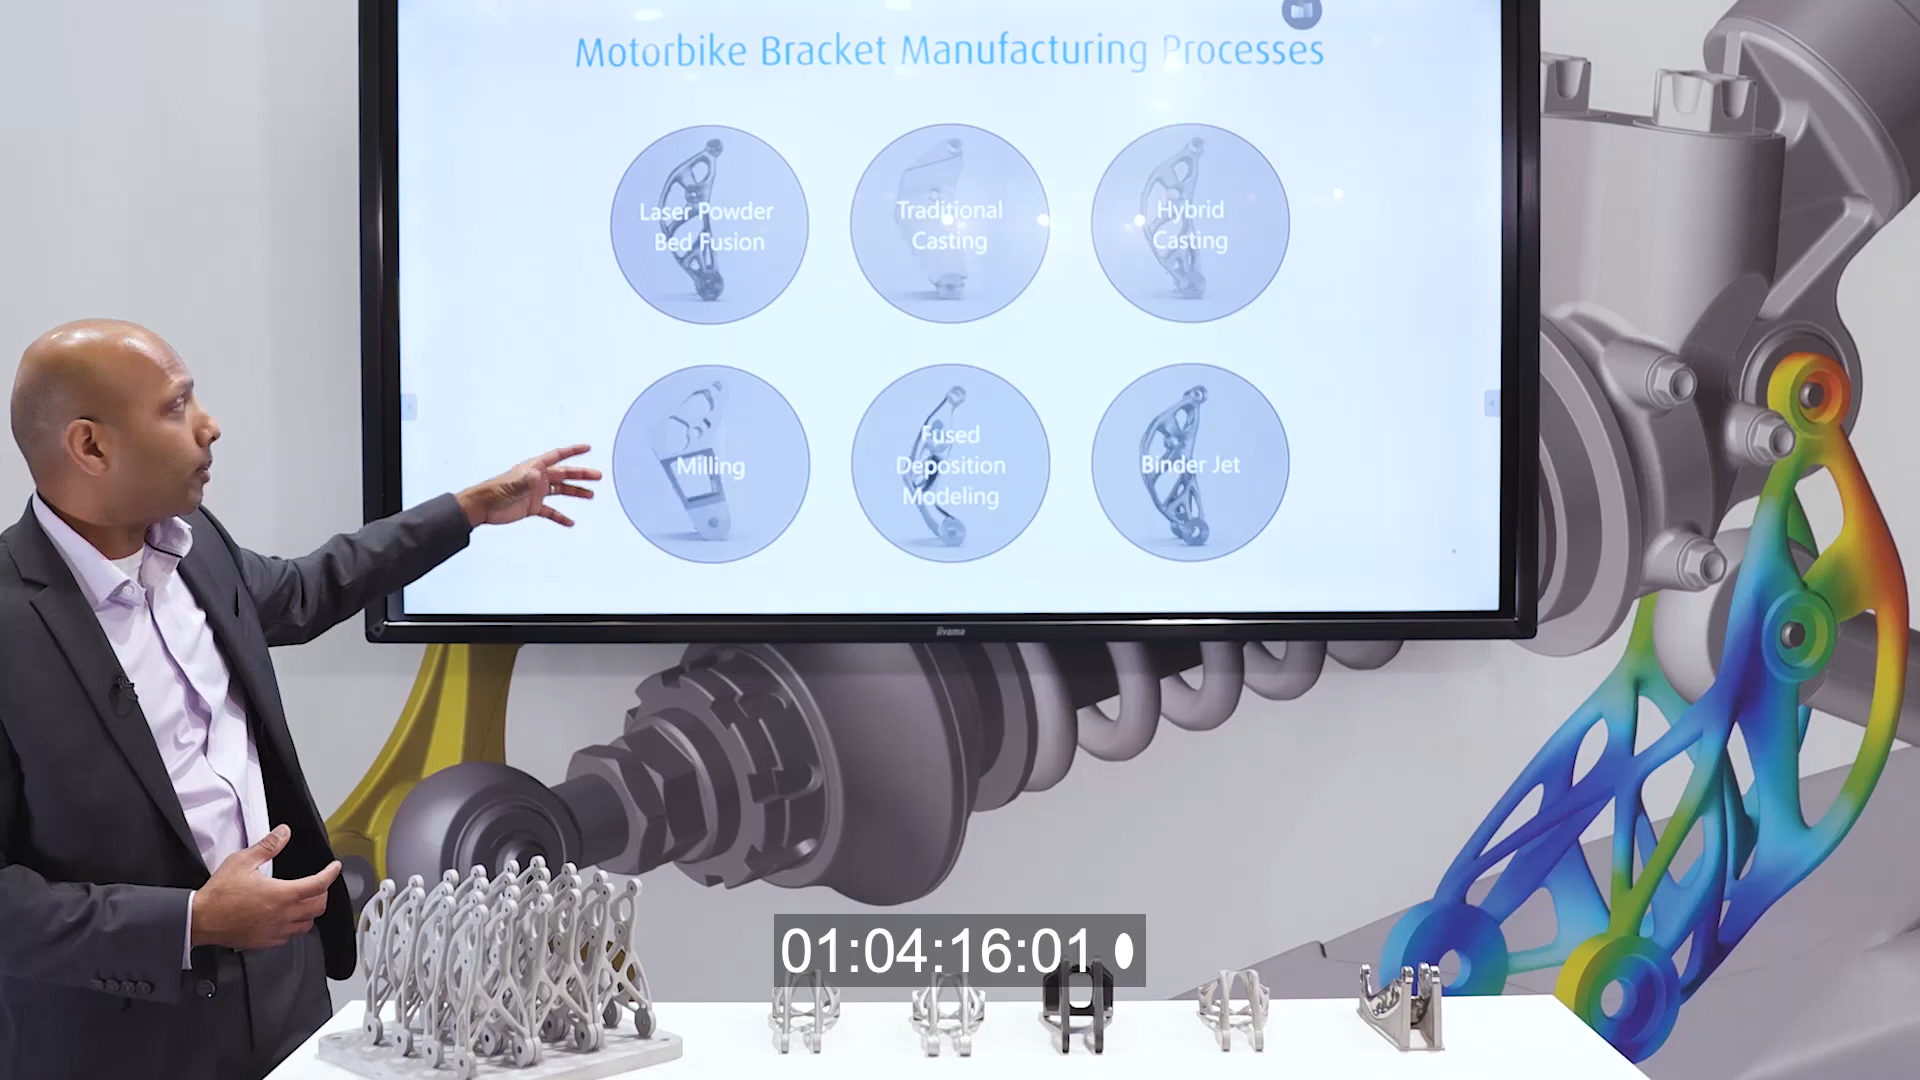 Motorbike Bracket Manufacturing Processes
Laser Powder
Bed Fusion
Traditional
Casting
Hybrid
Casting
Milling
Fused
Deposition
Modeling
Binder Jet
iiyama
01:04:16:01